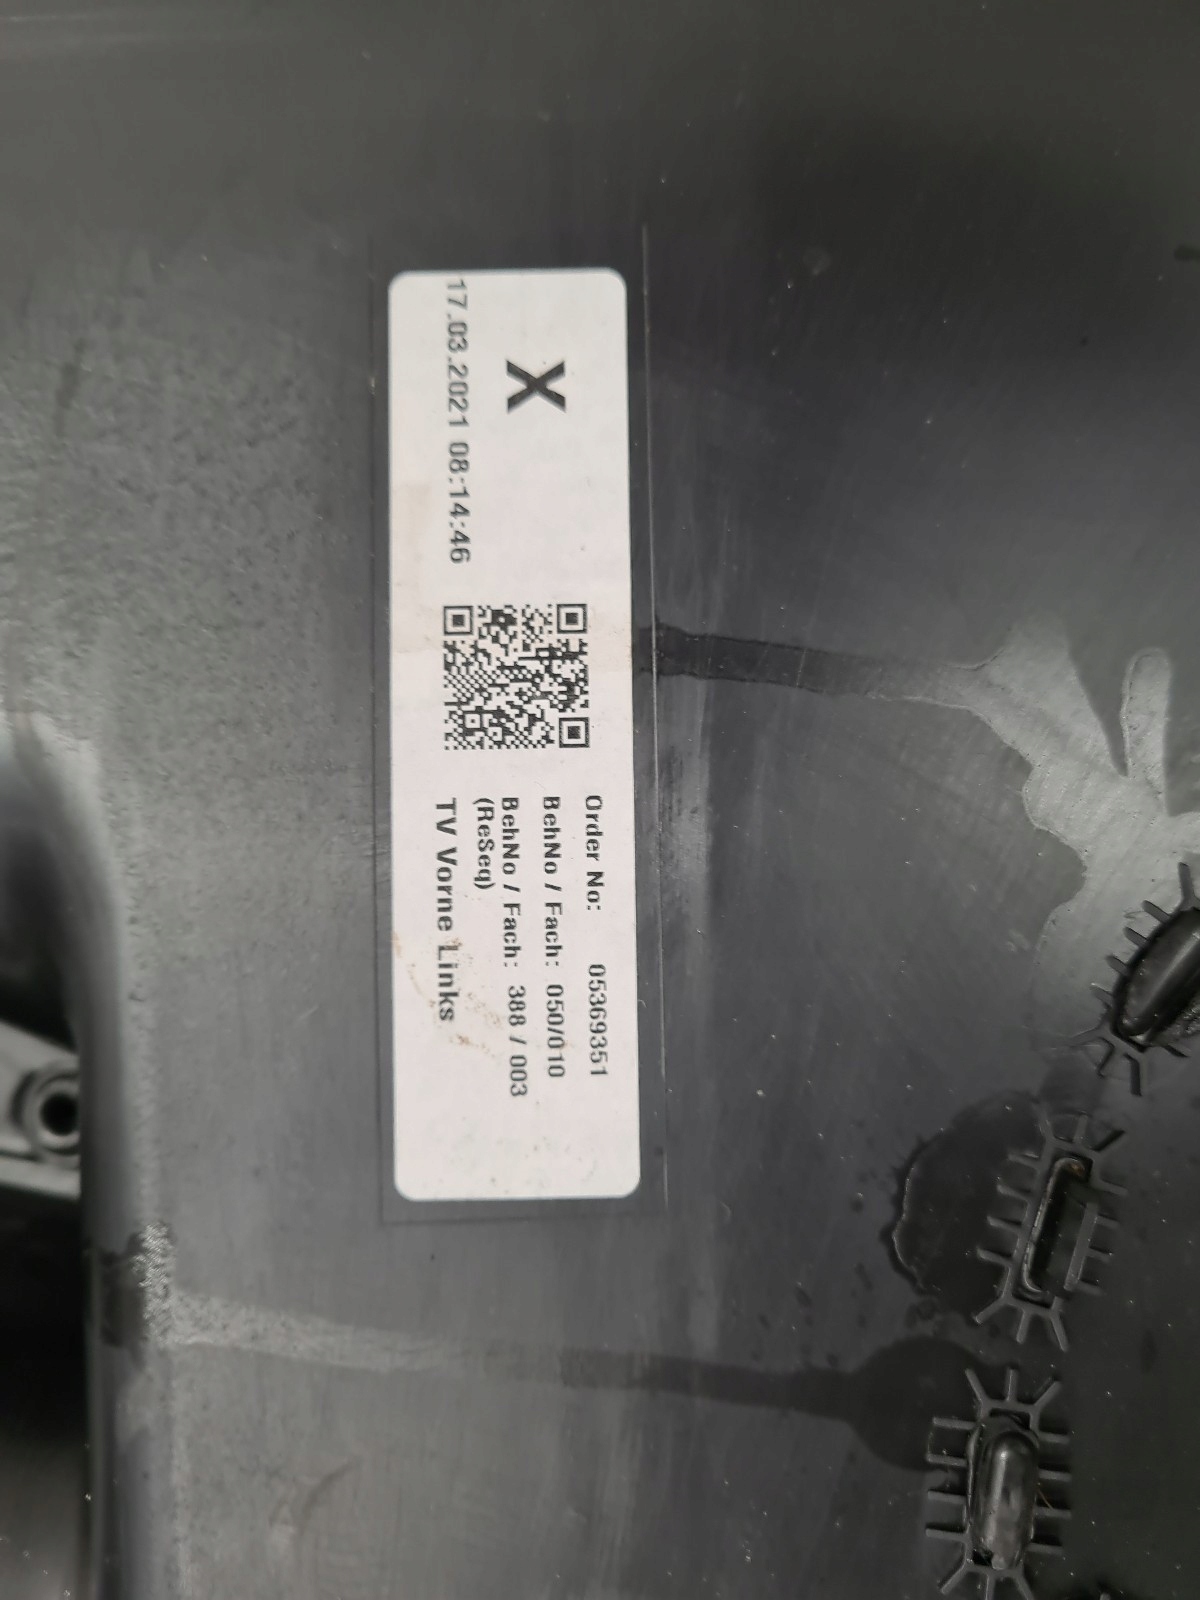 X
17.03.2021 08:14:46
Order No: 05369351
BehNo / Fach: 050/010
BehNo / Fach: 388 / 003
(ReSeq)
TV Vorne Links